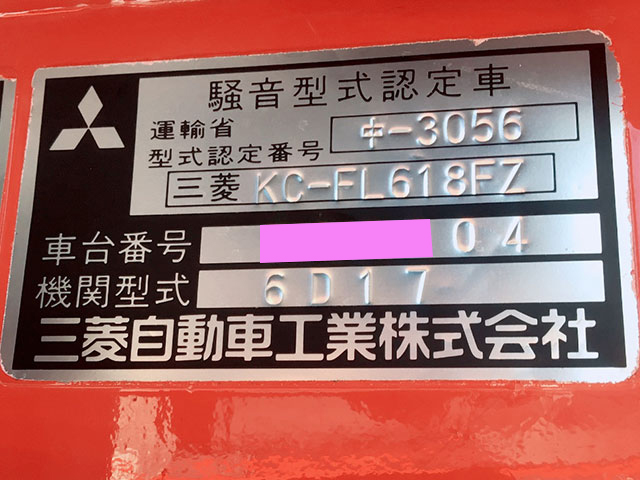 騒音型式認定車
運輸省
型式認定番号 中-3056
三菱 KC-FL618FZ
車台番号 04
機関型式 6D17
三菱自動車工業株式会社